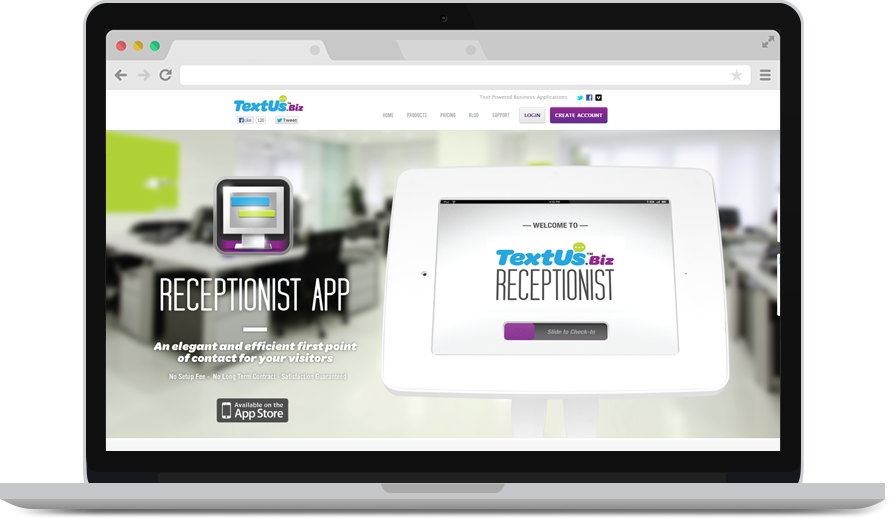 Text Powered Business Applications
TextUs.Biz
Like 120 Tweet
HOME PRODUCTS PRICING BLOG SUPPORT LOGIN CREATE ACCOUNT
RECEPTIONIST APP
An elegant and efficient first point
of contact for your visitors
No Setup Fee - No Long Term Contract - Satisfaction Guaranteed
Available on the
App Store
— WELCOME TO —
TextUs.Biz™
RECEPTIONIST
Slide to Check-In